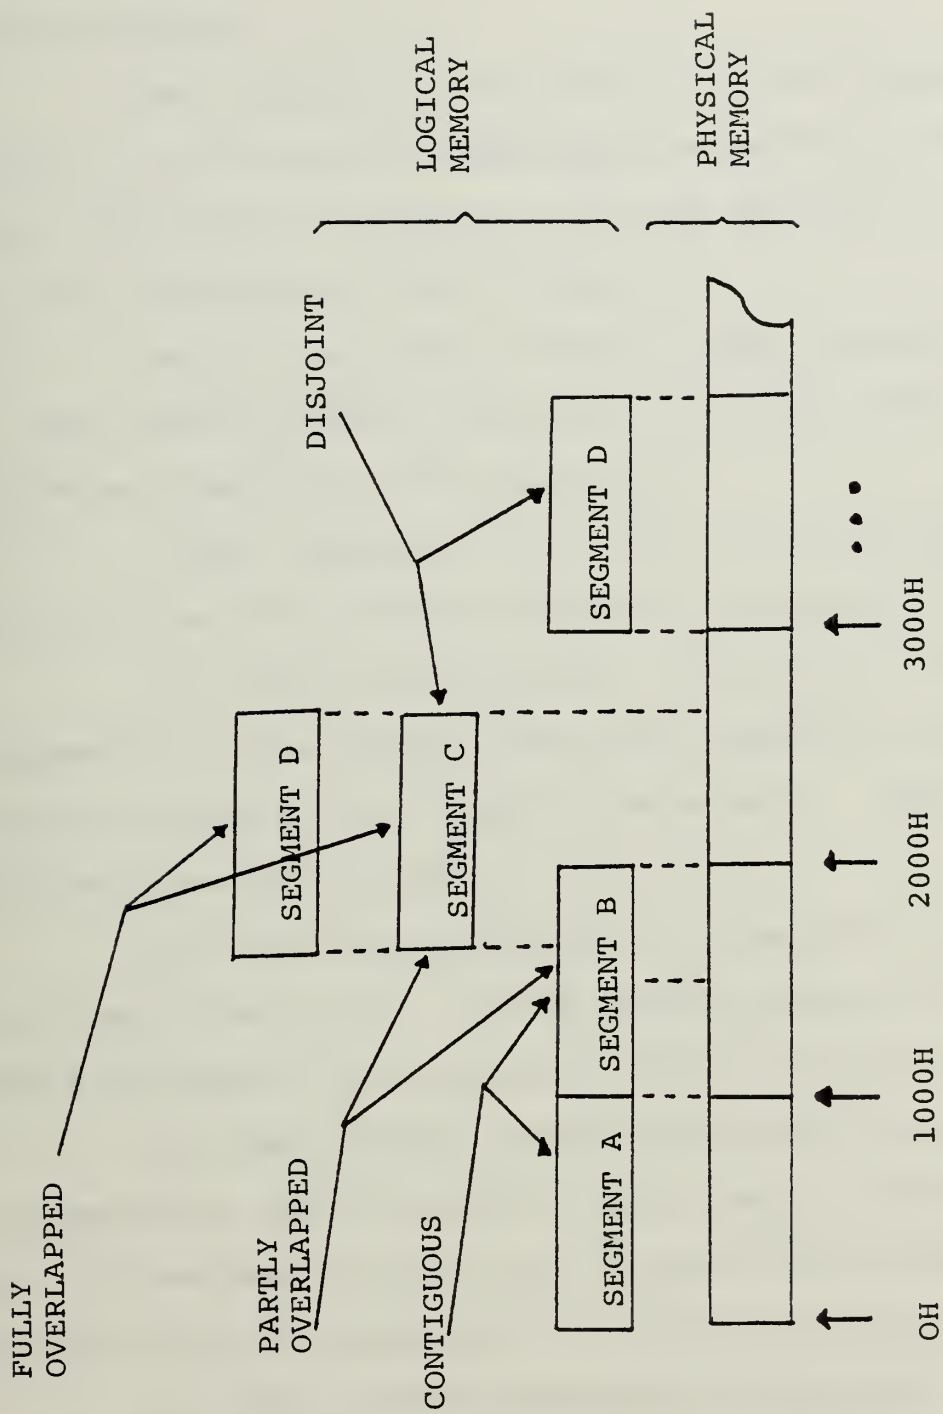 FULLY
OVERLAPPED
PARTLY
OVERLAPPED
CONTIGUOUS
DISJOINT
LOGICAL
MEMORY
PHYSICAL
MEMORY
SEGMENT D
SEGMENT C
SEGMENT A
SEGMENT B
SEGMENT D
0H
1000H
2000H
3000H